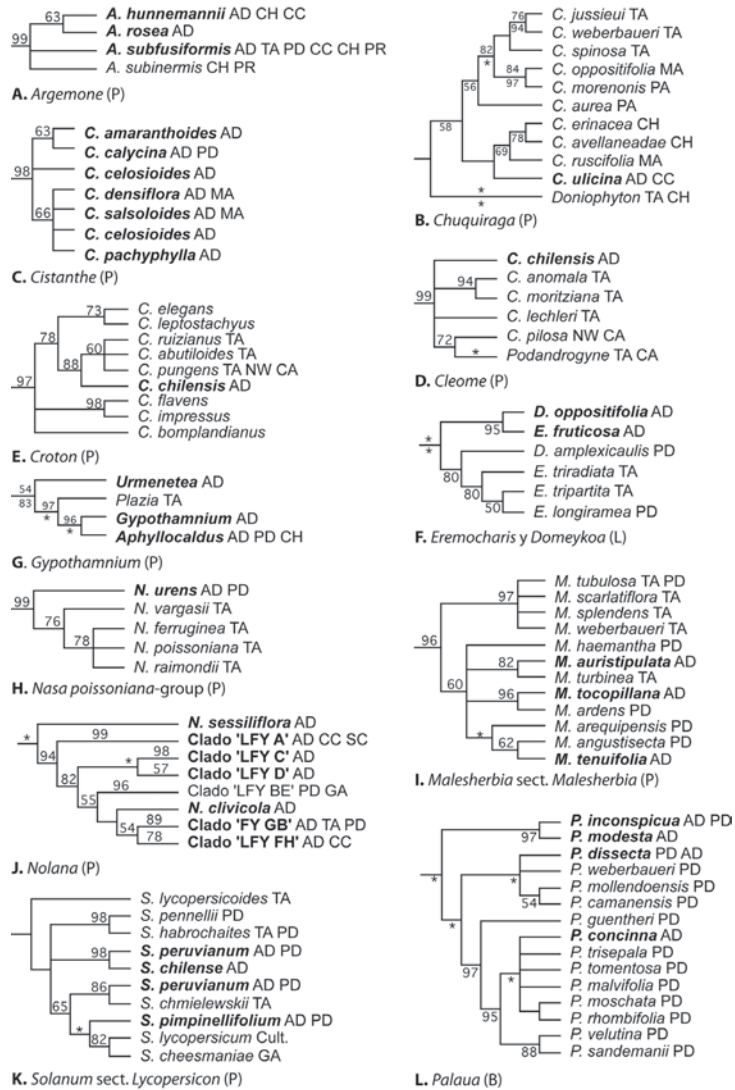 63
A. hunnemannii AD CH CC
A. rosea AD
99
A. subfusiformis AD TA PD CC CH PR
A. subinermis CH PR
A. Argemone (P)
63
C. amaranthoides AD
C. calycina AD PD
98
C. celosioides AD
C. densiflora AD MA
66
C. salsoloides AD MA
C. celosioides AD
C. pachyphylla AD
C. Cistanthe (P)
73
C. elegans
C. leptostachyus
78
60
C. ruizianus TA
C. abutiloides TA
88
C. pungens TA NW CA
C. chilensis AD
97
98
C. flavens
C. impressus
C. bomplandianus
E. Croton (P)
54
83
Urmenetea AD
97
*
Plazia TA
96
*
Gypothamnium AD
Aphyllocaldus AD PD CH
G. Gypothamnium (P)
99
N. urens AD PD
76
N. vargasii TA
N. ferruginea TA
78
N. poissoniana TA
N. raimondii TA
H. Nasa poissoniana-group (P)
*
N. sessiliflora AD
94
99
Clado 'LFY A' AD CC SC
82
*
98
Clado 'LFY C' AD
57
Clado 'LFY D' AD
55
96
Clado 'LFY BE' PD GA
N. clivicola AD
54
89
Clado 'FY GB' AD TA PD
78
Clado 'LFY FH' AD CC
J. Nolana (P)
S. lycopersicoides TA
98
S. pennellii PD
S. habrochaites TA PD
98
S. peruvianum AD PD
S. chilense AD
65
86
S. peruvianum AD PD
S. chmielewskii TA
*
S. pimpinellifolium AD PD
82
S. lycopersicum Cult.
S. cheesmaniae GA
K. Solanum sect. Lycopersicon (P)
76
94
C. jussieui TA
C. weberbaueri TA
82
*
C. spinosa TA
84
97
C. oppositifolia MA
C. morenonis PA
56
C. aurea PA
58
78
C. erinacea CH
C. avellaneadae CH
69
C. ruscifolia MA
C. ulicina AD CC
*
*
Doniophyton TA CH
B. Chuquiraga (P)
C. chilensis AD
94
C. anomala TA
C. moritziana TA
99
C. lechleri TA
72
C. pilosa NW CA
*
Podandrogyne TA CA
D. Cleome (P)
*
*
95
D. oppositifolia AD
E. fruticosa AD
80
D. amplexicaulis PD
80
E. triradiata TA
E. tripartita TA
50
E. longiramea PD
F. Eremocharis y Domeykoa (L)
97
M. tubulosa TA PD
M. scarlatiflora TA
M. splendens TA
M. weberbaueri TA
96
M. haemantha PD
60
82
M. auristipulata AD
M. turbinea TA
96
M. tocopillana AD
M. ardens PD
*
M. arequipensis PD
62
M. angustisecta PD
M. tenuifolia AD
I. Malesherbia sect. Malesherbia (P)
97
P. inconspicua AD PD
P. modesta AD
*
*
P. dissecta PD AD
P. weberbaueri PD
P. mollendoensis PD
54
P. camanensis PD
*
P. guentheri PD
97
P. concinna AD
P. trisepala PD
*
P. tomentosa PD
P. malvifolia PD
95
P. moschata PD
P. rhombifolia PD
P. velutina PD
88
P. sandemanii PD
L. Palaua (B)